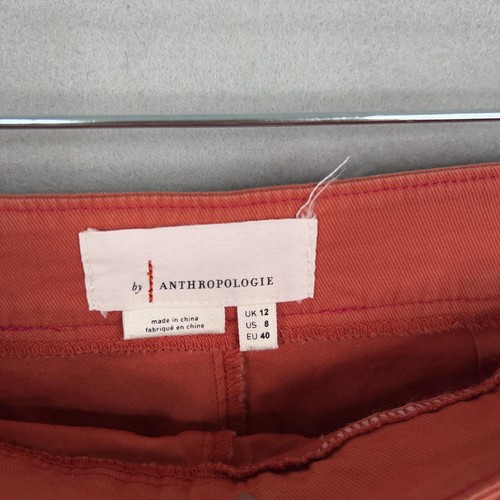 by ANTHROPOLOGIE
made in china
fabriqué en chine
UK 12
US 8
EU 40